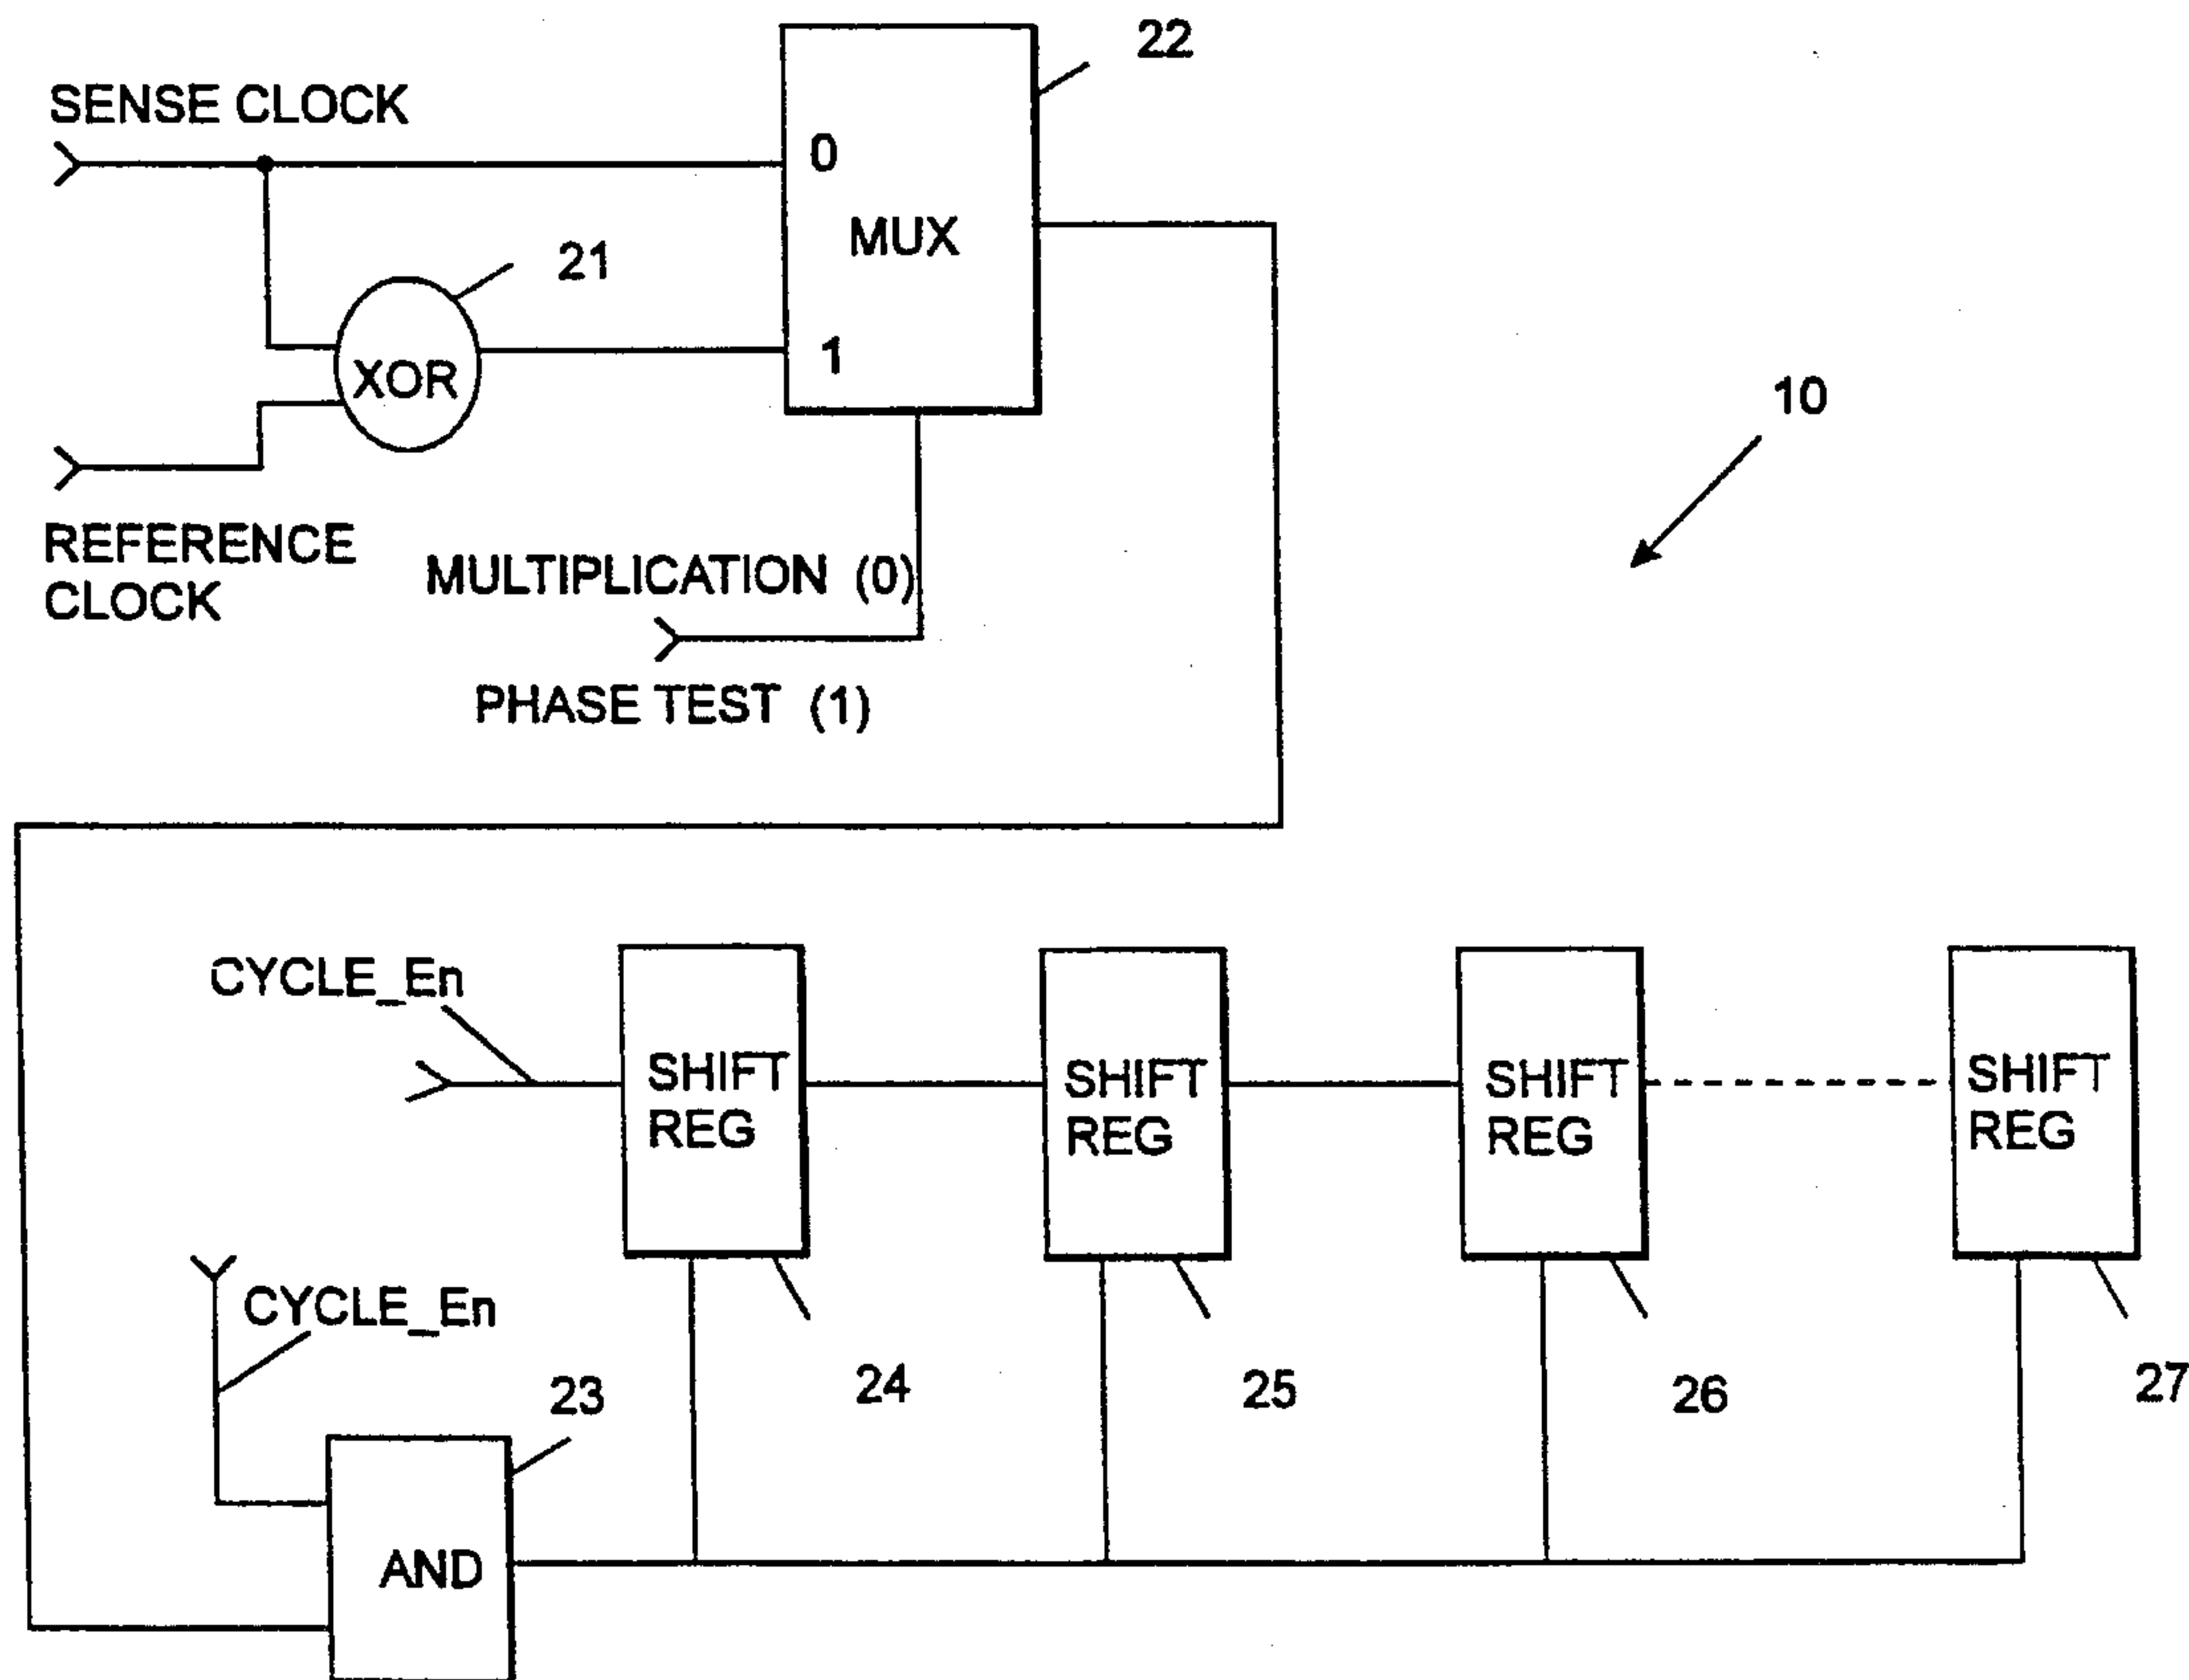 22
SENSE CLOCK
0
MUX
21
1
XOR
10
REFERENCE
CLOCK
MULTIPLICATION (0)
PHASE TEST (1)
CYCLE_En
SHIFT
REG
SHIFT
REG
SHIFT
REG
SHIFT
REG
CYCLE_En
23
24
25
26
27
AND